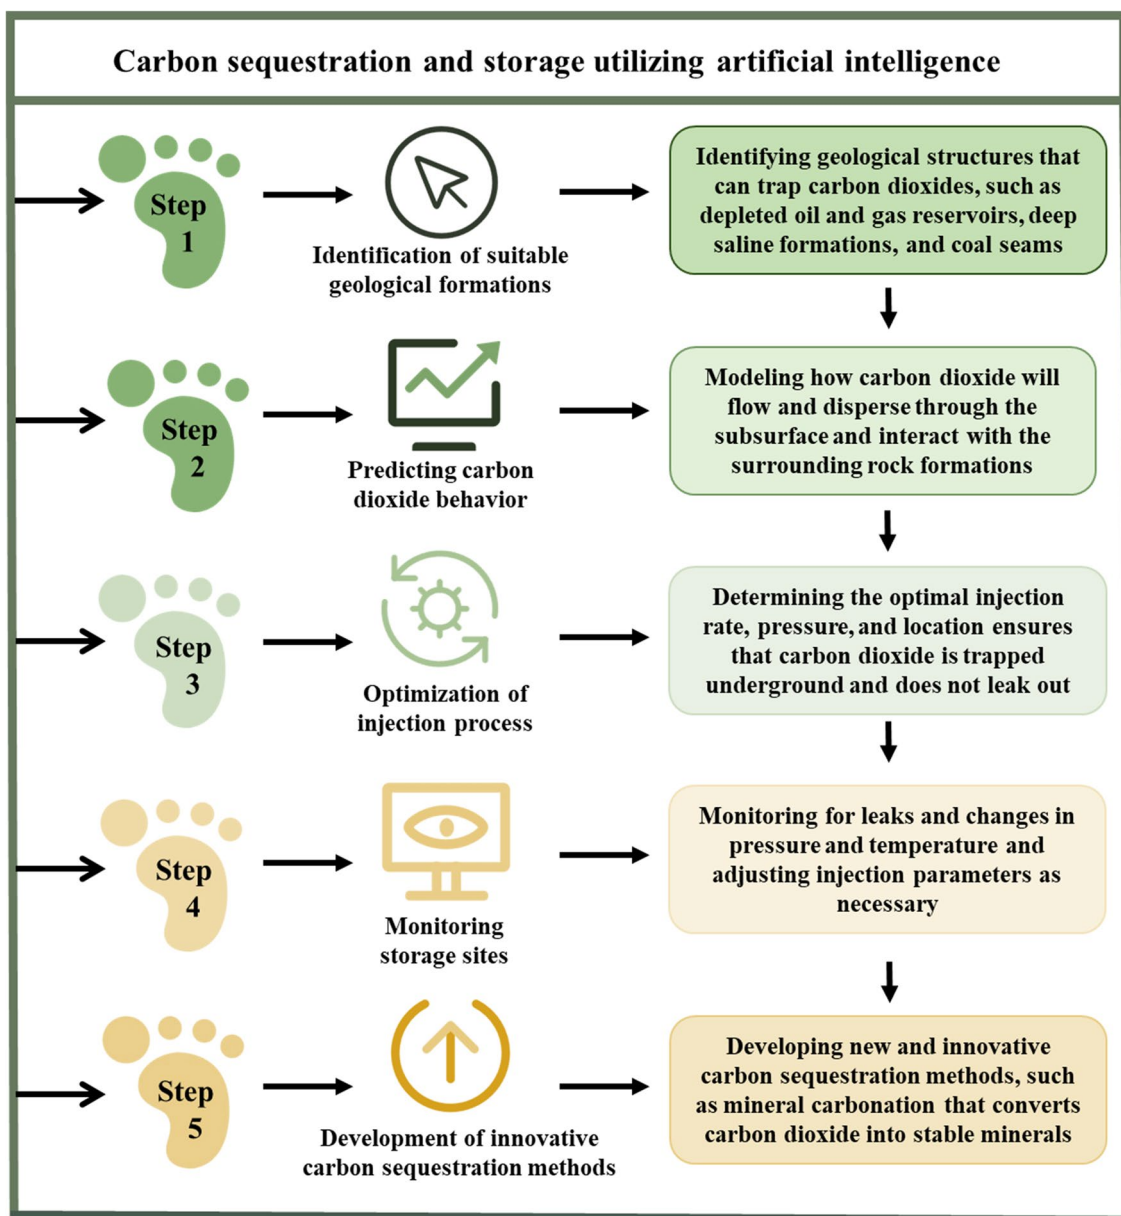 Carbon sequestration and storage utilizing artificial intelligence
Step
1
Identification of suitable
geological formations
Identifying geological structures that
can trap carbon dioxides, such as
depleted oil and gas reservoirs, deep
saline formations, and coal seams
Step
2
Predicting carbon
dioxide behavior
Modeling how carbon dioxide will
flow and disperse through the
subsurface and interact with the
surrounding rock formations
Step
3
Optimization of
injection process
Determining the optimal injection
rate, pressure, and location ensures
that carbon dioxide is trapped
underground and does not leak out
Step
4
Monitoring
storage sites
Monitoring for leaks and changes in
pressure and temperature and
adjusting injection parameters as
necessary
Step
5
Development of innovative
carbon sequestration methods
Developing new and innovative
carbon sequestration methods, such
as mineral carbonation that converts
carbon dioxide into stable minerals